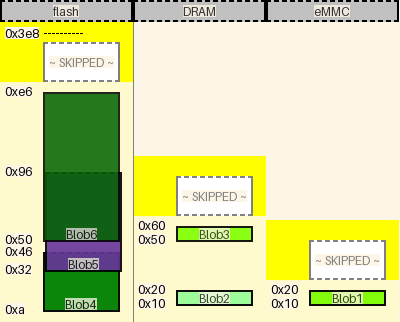 flash
DRAM
eMMC
0x3e8
~ SKIPPED ~
0xe6
0x96
Blob6
0x50
0x46
Blob5
0x32
Blob4
0xa
~ SKIPPED ~
0x60
0x50
Blob3
0x20
0x10
Blob2
~ SKIPPED ~
0x20
0x10
Blob1